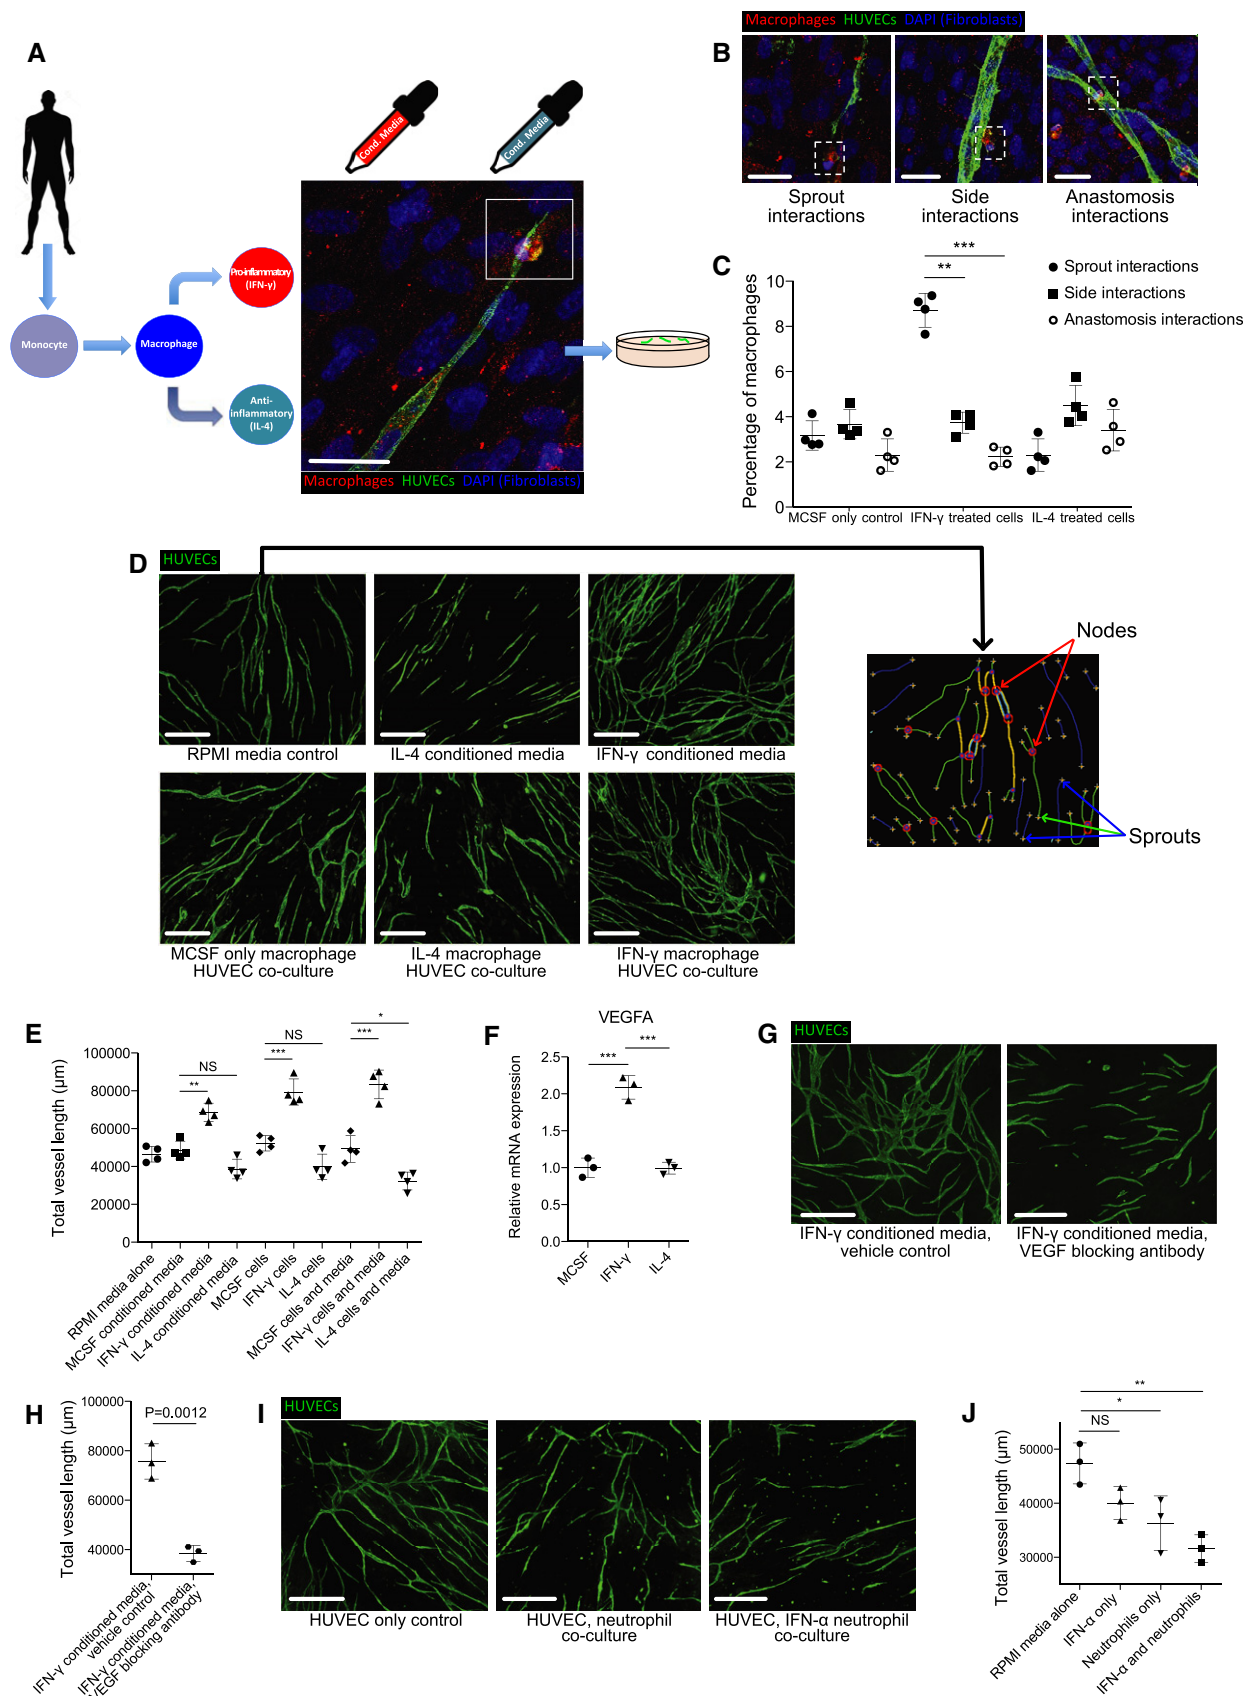 A
Cond. Media
Cond. Media
Monocyte
Macrophage
Pro-inflammatory
(IFN-γ)
Anti-
inflammatory
(IL-4)
Macrophages HUVECs DAPI (Fibroblasts)
B
Macrophages HUVECs DAPI (Fibroblasts)
Sprout
interactions
Side
interactions
Anastomosis
interactions
C
Percentage of macrophages
10
8
6
4
2
0
***
**
Sprout interactions
Side interactions
Anastomosis interactions
MCSF only control
IFN-γ treated cells
IL-4 treated cells
D
HUVECs
RPMI media control
IL-4 conditioned media
IFN-γ conditioned media
MCSF only macrophage
HUVEC co-culture
IL-4 macrophage
HUVEC co-culture
IFN-γ macrophage
HUVEC co-culture
Nodes
Sprouts
E
Total vessel length (μm)
100000
80000
60000
40000
20000
0
NS
**
NS
***
*
***
RPMI media alone
MCSF conditioned media
IFN-γ conditioned media
IL-4 conditioned media
MCSF cells
IFN-γ cells
IL-4 cells
MCSF cells and media
IFN-γ cells and media
IL-4 cells and media
F
VEGFA
Relative mRNA expression
2.5
2.0
1.5
1.0
0.5
0.0
***
***
MCSF
IFN-γ
IL-4
G
HUVECs
IFN-γ conditioned media,
vehicle control
IFN-γ conditioned media,
VEGF blocking antibody
H
Total vessel length (μm)
100000
80000
60000
40000
P=0.0012
IFN-γ conditioned media,
vehicle control
IFN-γ conditioned media,
VEGF blocking antibody
I
HUVECs
HUVEC only control
HUVEC, neutrophil
co-culture
HUVEC, IFN-α neutrophil
co-culture
J
Total vessel length (μm)
50000
40000
30000
**
*
NS
RPMI media alone
IFN-α only
Neutrophils only
IFN-α and neutrophils